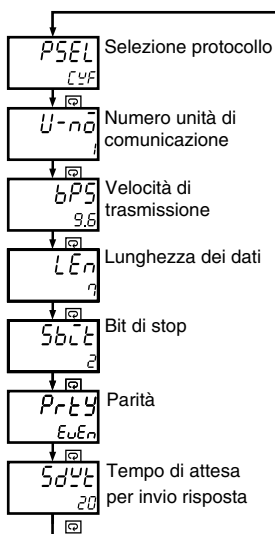 PSEL Selezione protocollo
CWF
U-no Numero unità di
1 comunicazione
bPS Velocità di
9.6 trasmissione
LEn Lunghezza dei dati
7
Sbit Bit di stop
2
Prty Parità
EvEn
Sdwt Tempo di attesa
20 per invio risposta